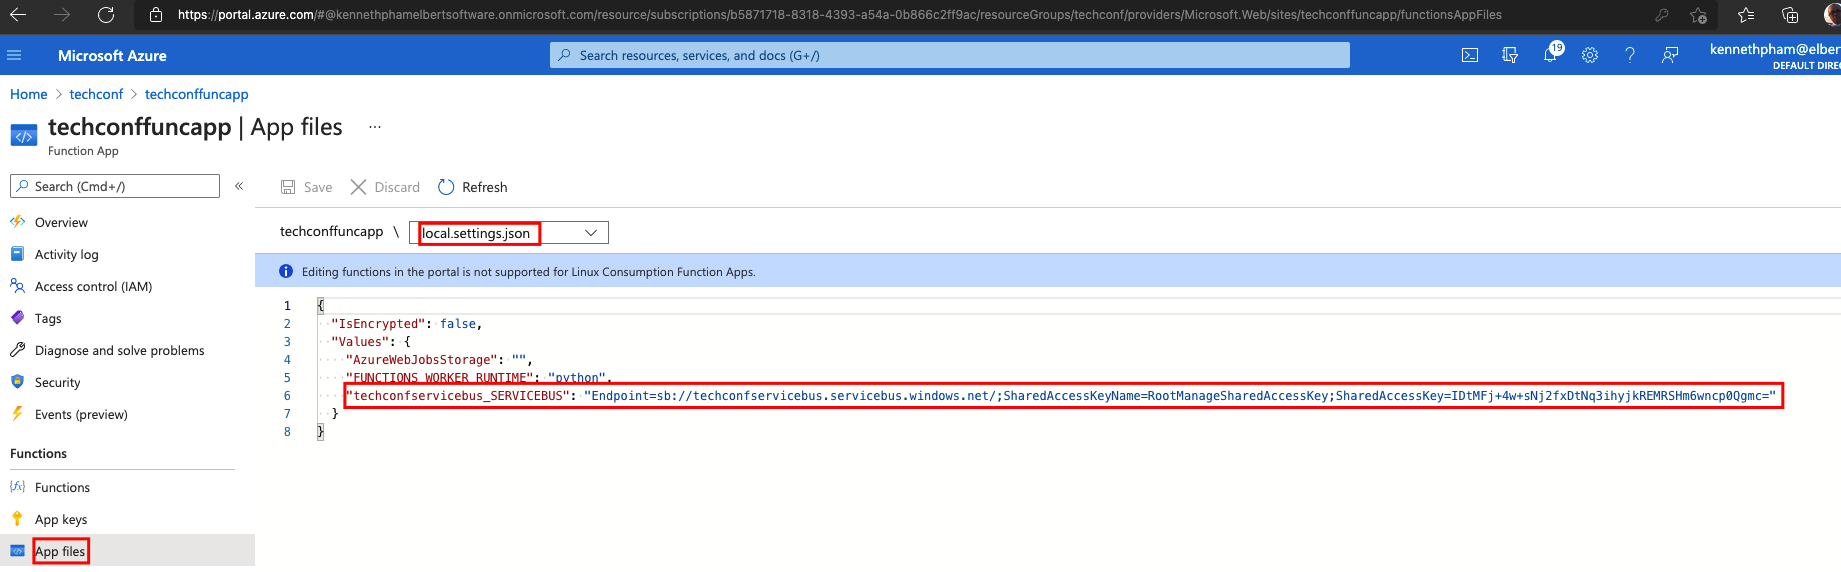 https://portal.azure.com/#@kennethphamelbertsoftware.onmicrosoft.com/resource/subscriptions/b5871718-8318-4393-a54a-0b866c2ff9ac/resourceGroups/techconf/providers/Microsoft.Web/sites/techconffuncapp/functionsAppFiles
Microsoft Azure
Search resources, services, and docs (G+/)
19
kennethpham@elber
DEFAULT DIREC
Home > techconf > techconffuncapp
techconffuncapp | App files ...
Function App
Search (Cmd+/)
«
Save Discard Refresh
Overview
Activity log
Access control (IAM)
Tags
Diagnose and solve problems
Security
Events (preview)
Functions
Functions
App keys
App files
techconffuncapp \ local.settings.json
Editing functions in the portal is not supported for Linux Consumption Function Apps.
1 {
2 "IsEncrypted": false,
3 "Values": {
4 "AzureWebJobsStorage": "",
5 "FUNCTIONS_WORKER_RUNTIME": "python",
6 "techconfservicebus_SERVICEBUS": "Endpoint=sb://techconfservicebus.servicebus.windows.net/;SharedAccessKeyName=RootManageSharedAccessKey;SharedAccessKey=IDtMFj+4w+sNj2fxDtNq3ihyjkREMRSHm6wncp0Qgmc="
7 }
8 }